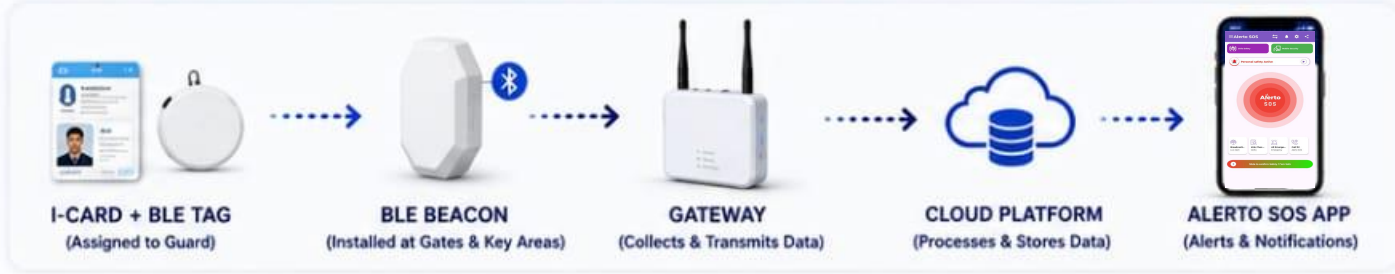 I-CARD + BLE TAG
(Assigned to Guard)
BLE BEACON
(Installed at Gates & Key Areas)
GATEWAY
(Collects & Transmits Data)
CLOUD PLATFORM
(Processes & Stores Data)
Alerto SOS
Alerto
SOS
ALERTO SOS APP
(Alerts & Notifications)